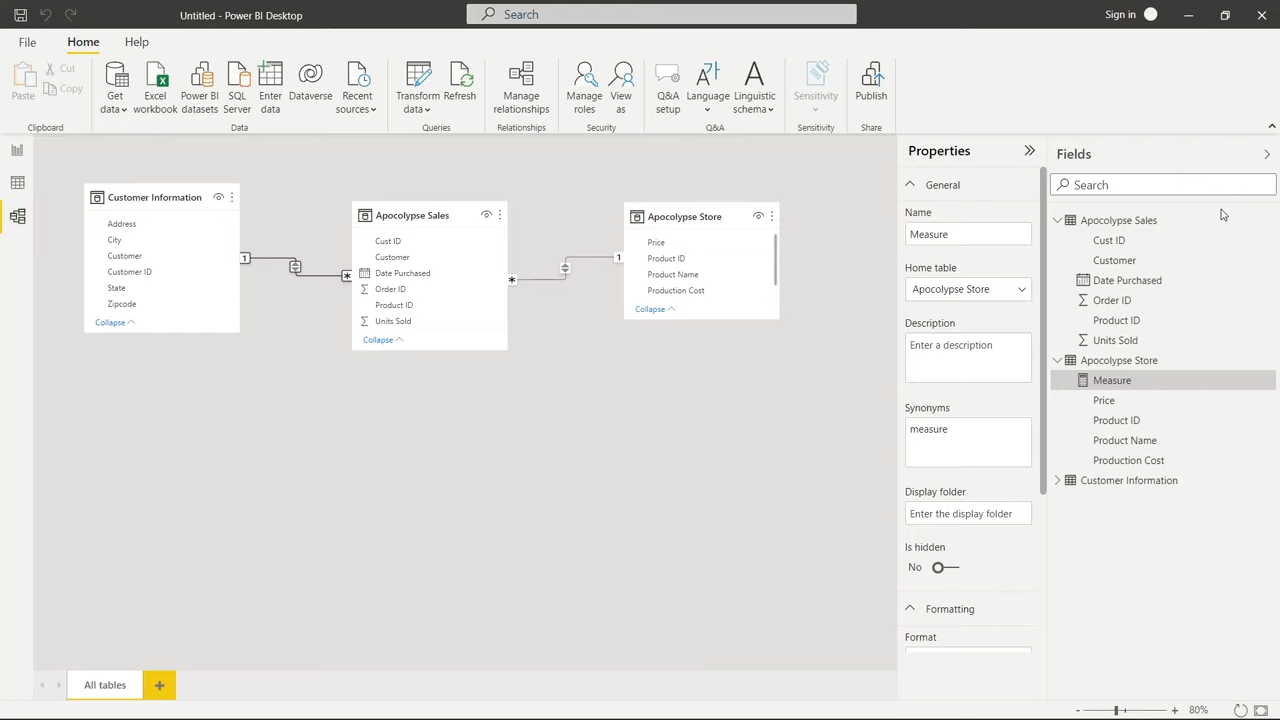 Untitled - Power BI Desktop
Search
Sign in
File
Home
Help
Paste
Cut
Copy
Clipboard
Get data
Excel workbook
Power BI datasets
SQL Server
Enter data
Dataverse
Recent sources
Data
Transform data
Refresh
Queries
Manage relationships
Relationships
Manage roles
View as
Security
Q&A setup
Language
Linguistic schema
Q&A
Sensitivity
Sensitivity
Publish
Share
Customer Information
Address
City
Customer
Customer ID
State
Zipcode
Collapse
1
*
Apocolypse Sales
Cust ID
Customer
Date Purchased
Order ID
Product ID
Units Sold
Collapse
*
1
Apocolypse Store
Price
Product ID
Product Name
Production Cost
Collapse
Properties
General
Name
Measure
Home table
Apocolypse Store
Description
Enter a description
Synonyms
measure
Display folder
Enter the display folder
Is hidden
No
Formatting
Format
Fields
Search
Apocolypse Sales
Cust ID
Customer
Date Purchased
Order ID
Product ID
Units Sold
Apocolypse Store
Measure
Price
Product ID
Product Name
Production Cost
Customer Information
All tables
80%